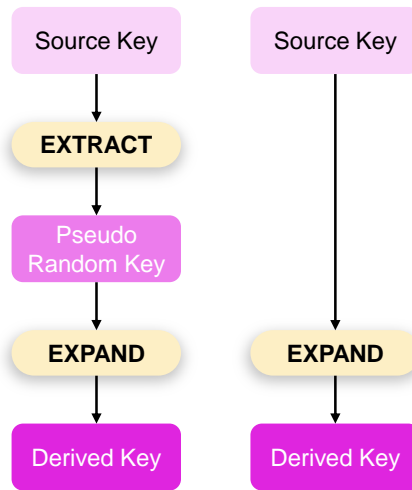 Source Key
EXTRACT
Pseudo
Random Key
EXPAND
Derived Key
Source Key
EXPAND
Derived Key